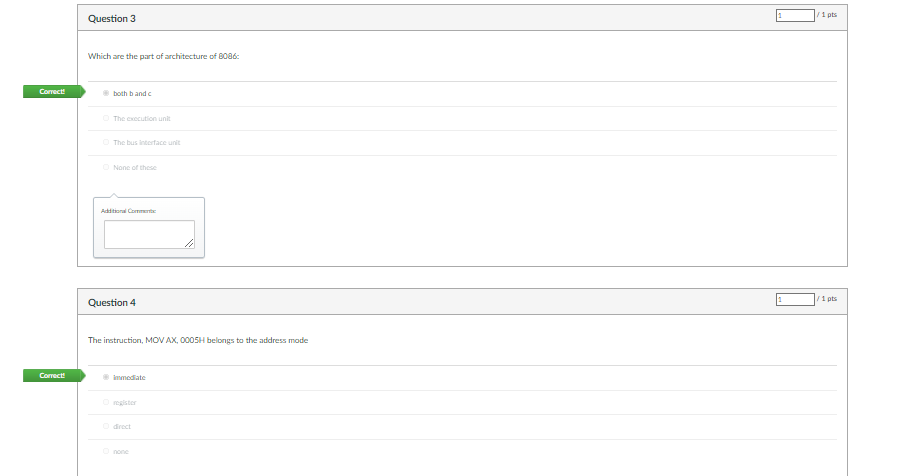 Question 3
1 / 1 pts
Which are the part of architecture of 8086:
Correct!
both b and c
The execution unit
The bus interface unit
None of these
Additional Comments:
Question 4
1 / 1 pts
The instruction, MOV AX, 0005H belongs to the address mode
Correct!
immediate
register
direct
none